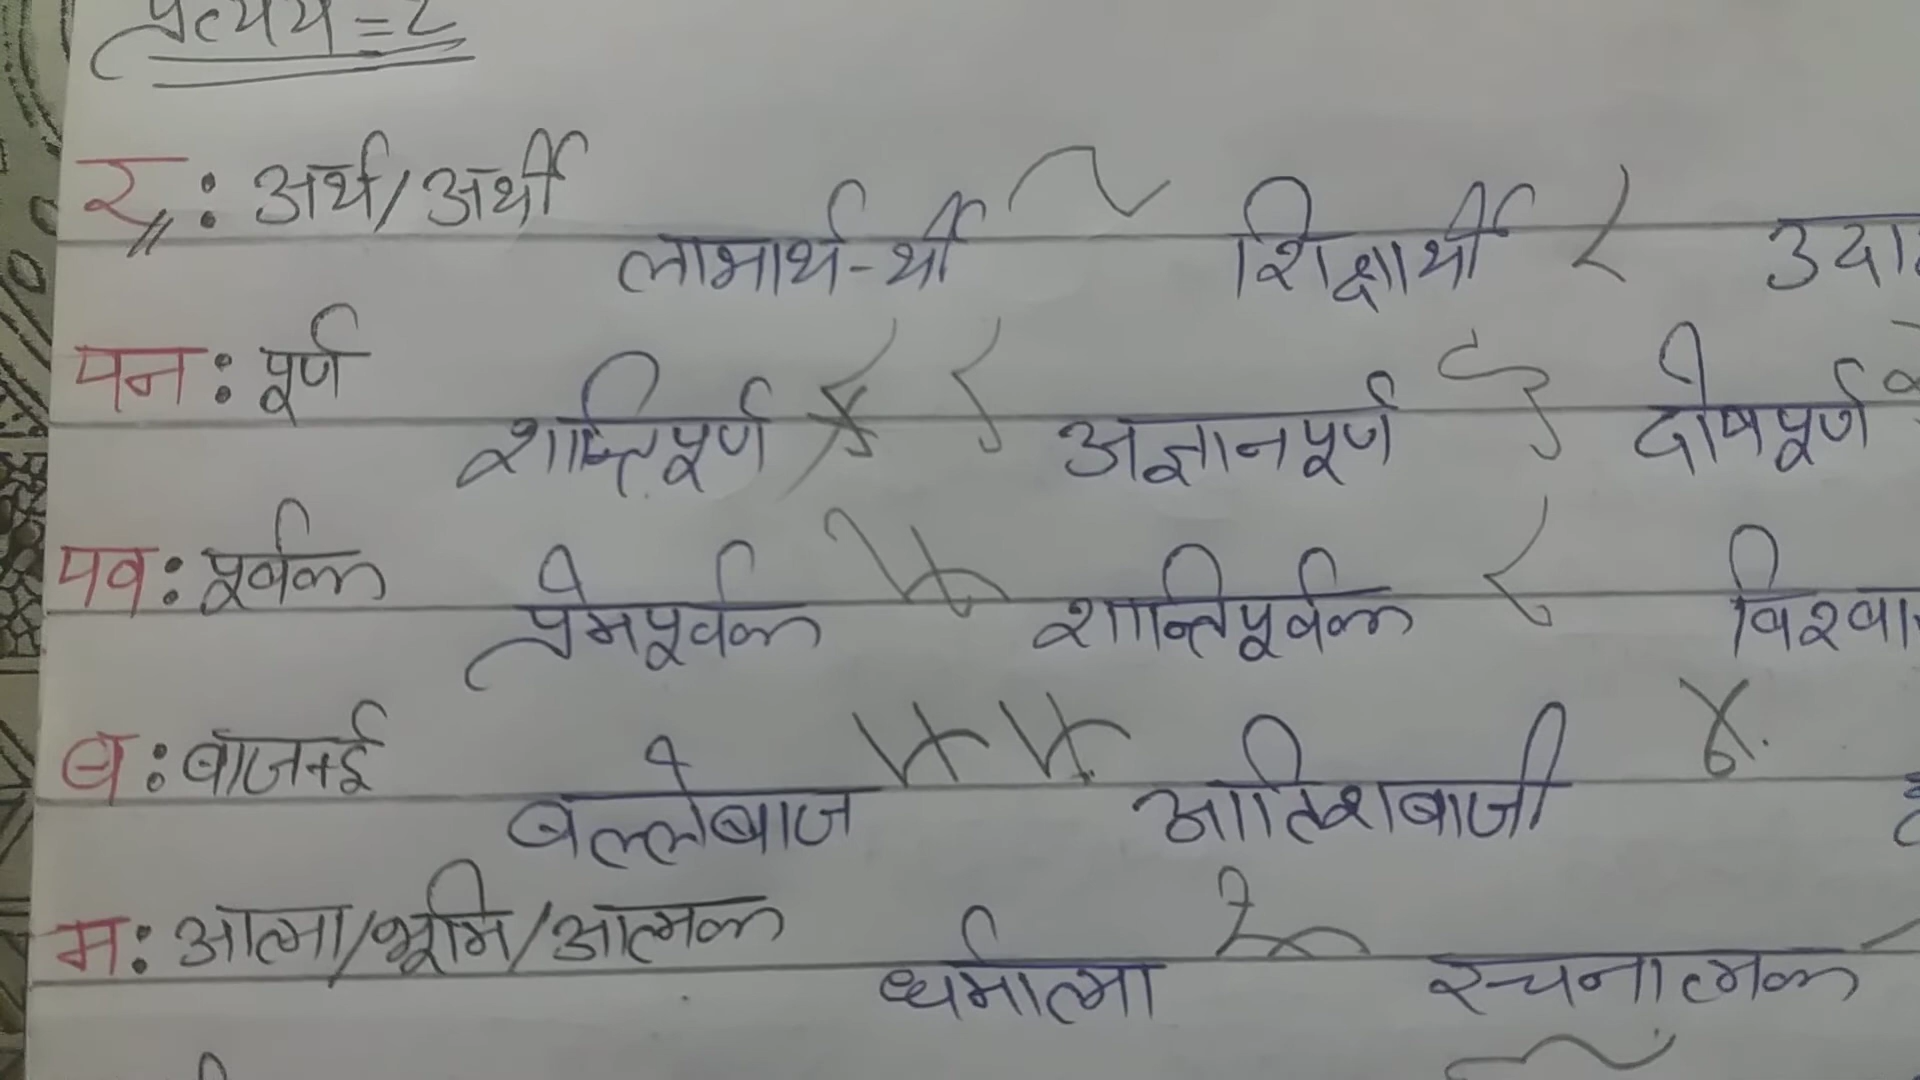 प्रत्यय = 2
र : अर्थ/अर्थी
लाभार्थ-र्थी शिक्षार्थी
पन : पूर्ण
शान्तिपूर्ण अज्ञानपूर्ण दोषपूर्ण
पव : पूर्वक
प्रेमपूर्वक शान्तिपूर्वक
ब : बाज+ई
बल्लेबाज आतिशबाजी
म : आत्मा/भूमि/आत्मक
धर्मात्मा रचनात्मक